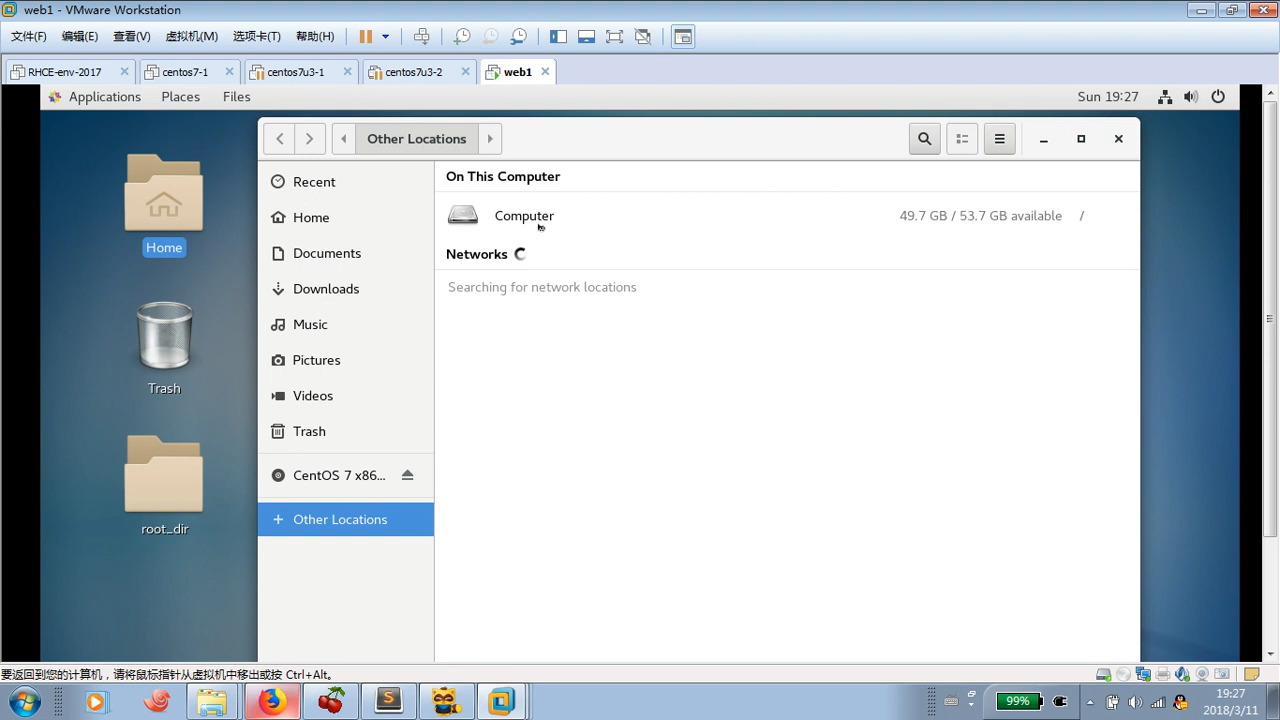 web1 - VMware Workstation
文件(F) 编辑(E) 查看(V) 虚拟机(M) 选项卡(T) 帮助(H)
RHCE-env-2017 centos7-1 centos7u3-1 centos7u3-2 web1
Applications Places Files Sun 19:27
Other Locations
Home
Trash
root_dir
Recent
Home
Documents
Downloads
Music
Pictures
Videos
Trash
CentOS 7 x86...
Other Locations
On This Computer
Computer 49.7 GB / 53.7 GB available /
Networks
Searching for network locations
要返回到您的计算机，请将鼠标指针从虚拟机中移出或按 Ctrl+Alt。
99% 19:27
2018/3/11